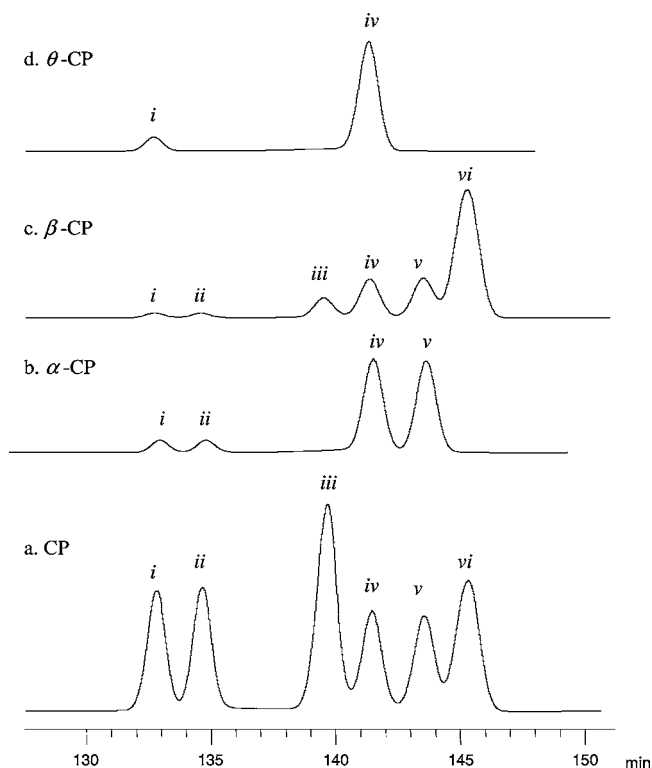 iv
d. θ-CP
i
vi
c. β-CP
i ii iii iv v
iv v
b. α-CP
i ii
iii
a. CP
i ii iv v vi
130 135 140 145 150 min